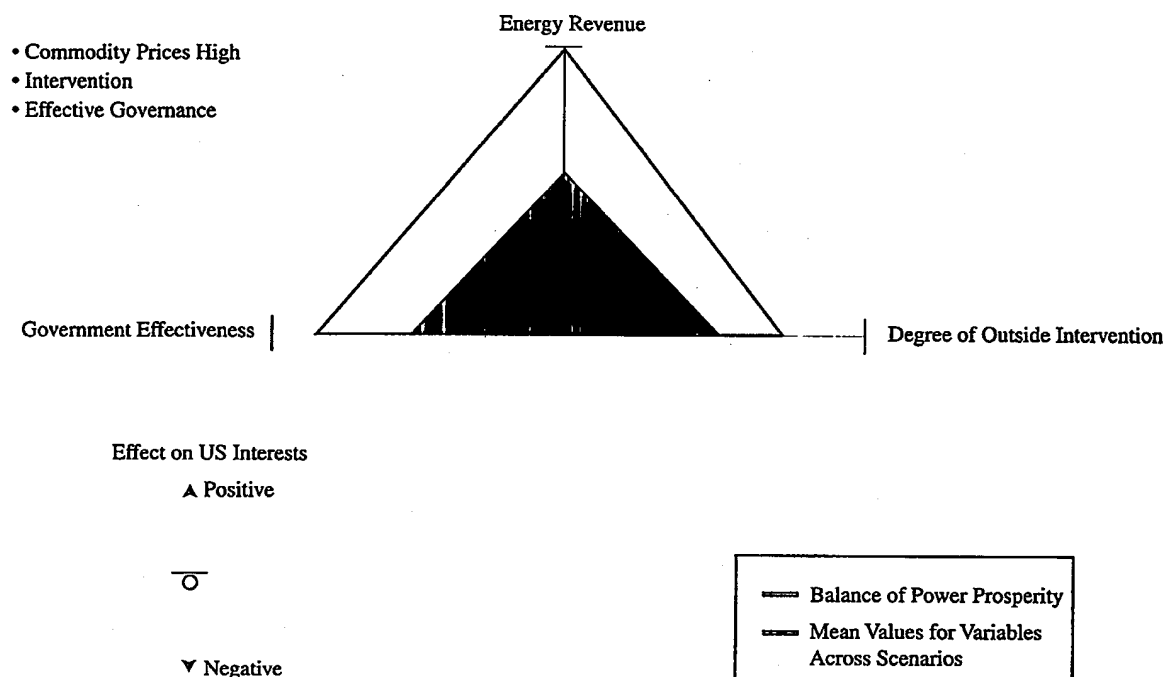 Energy Revenue
• Commodity Prices High
• Intervention
• Effective Governance
Government Effectiveness
Degree of Outside Intervention
Effect on US Interests
Positive
Negative
Balance of Power Prosperity
Mean Values for Variables
Across Scenarios